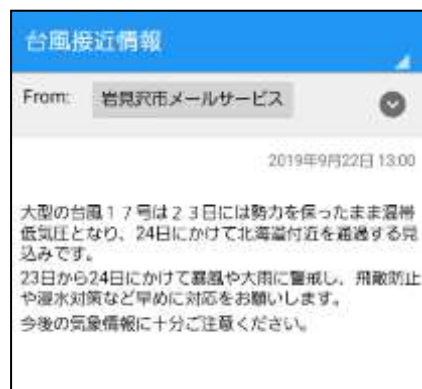 台風接近情報
From: 岩見沢市メールサービス
2019年9月22日 13:00
大型の台風１７号は２３日には勢力を保ったまま温帯
低気圧となり、24日にかけて北海道付近を通過する見
込みです。
23日から24日にかけて暴風や大雨に警戒し、飛散防止
や浸水対策など早めに対応をお願いします。
今後の気象情報に十分ご注意ください。